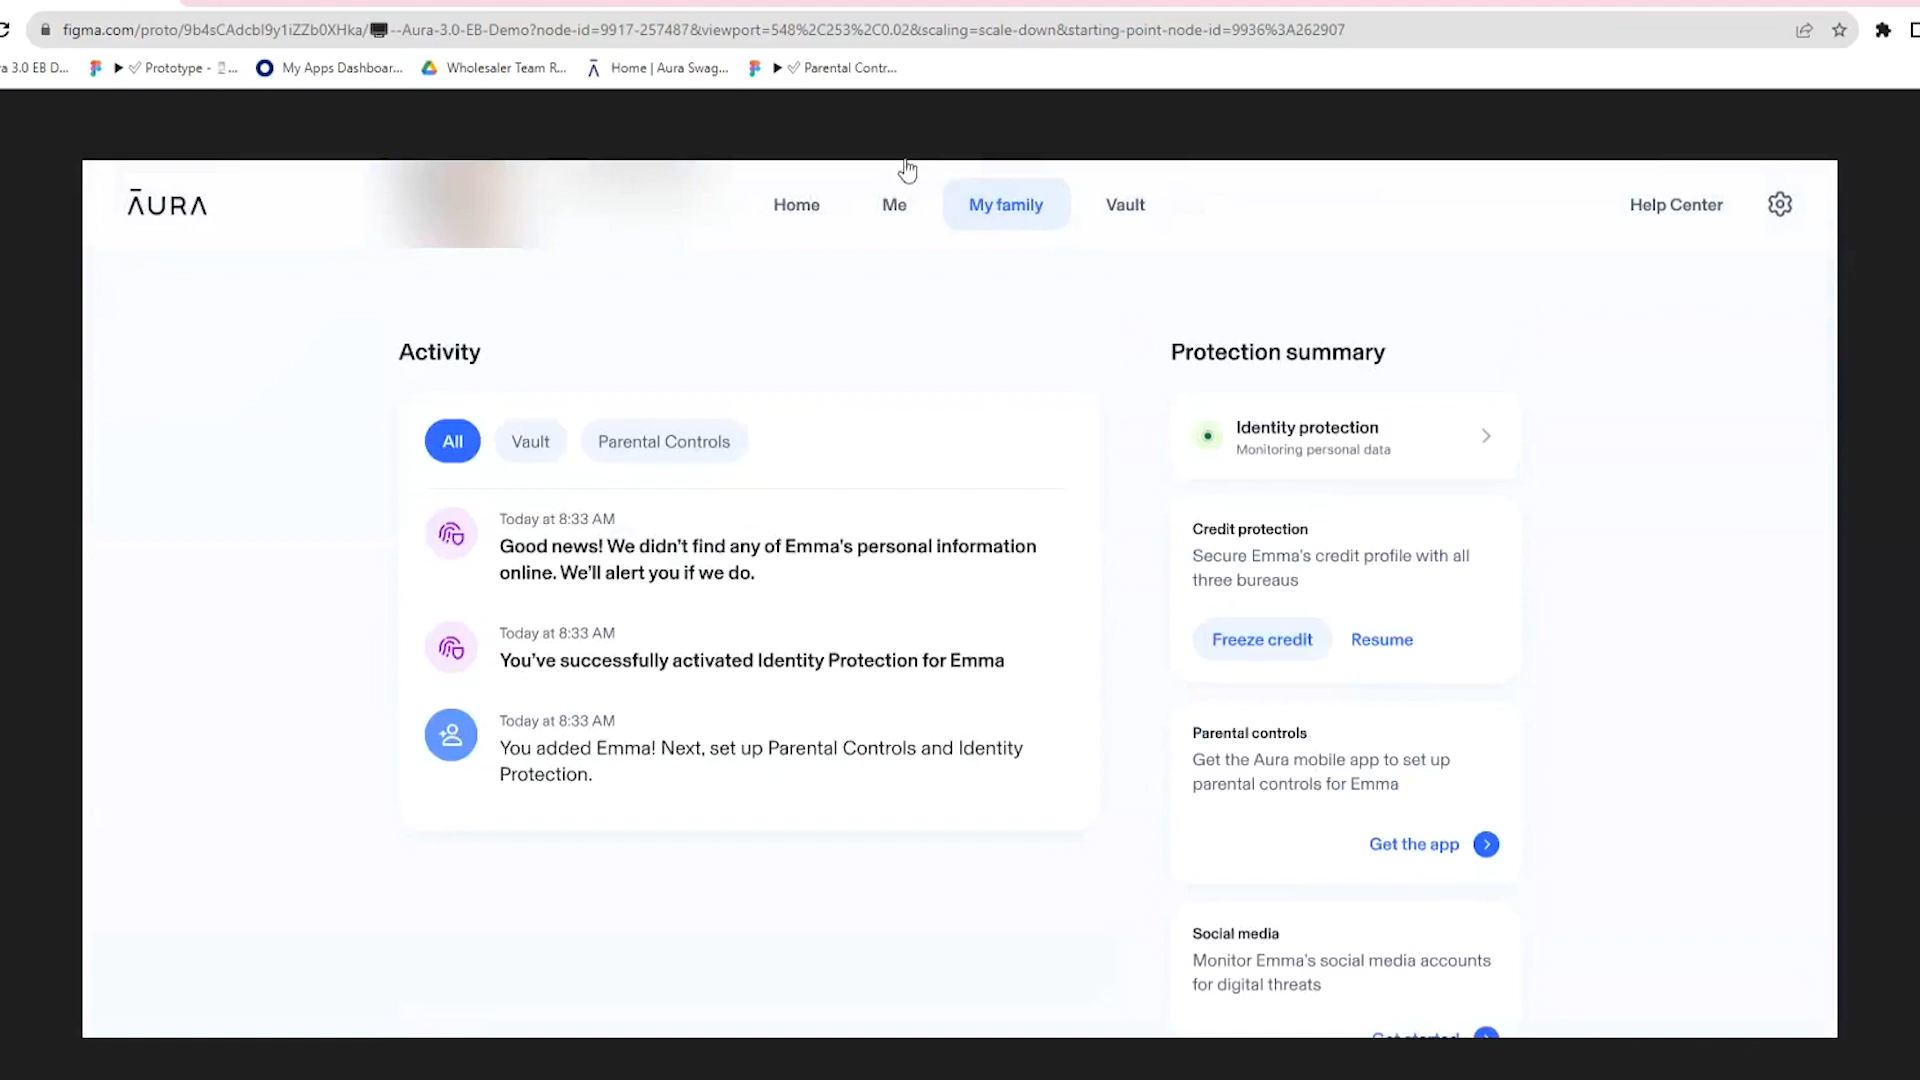 figma.com/proto/9b4sCAdcbl9y1iZZb0XHka/🖥--Aura-3.0-EB-Demo?node-id=9917-257487&viewport=548%2C253%2C0.02&scaling=scale-down&starting-point-node-id=9936%3A262907
a 3.0 EB D... Prototype - ... My Apps Dashboar... Wholesaler Team R... Home | Aura Swag... Parental Contr...
ĀURA Home Me My family Vault Help Center
Activity
All Vault Parental Controls
Today at 8:33 AM
Good news! We didn't find any of Emma's personal information
online. We'll alert you if we do.
Today at 8:33 AM
You've successfully activated Identity Protection for Emma
Today at 8:33 AM
You added Emma! Next, set up Parental Controls and Identity
Protection.
Protection summary
Identity protection
Monitoring personal data
Credit protection
Secure Emma's credit profile with all
three bureaus
Freeze credit Resume
Parental controls
Get the Aura mobile app to set up
parental controls for Emma
Get the app
Social media
Monitor Emma's social media accounts
for digital threats
Get started